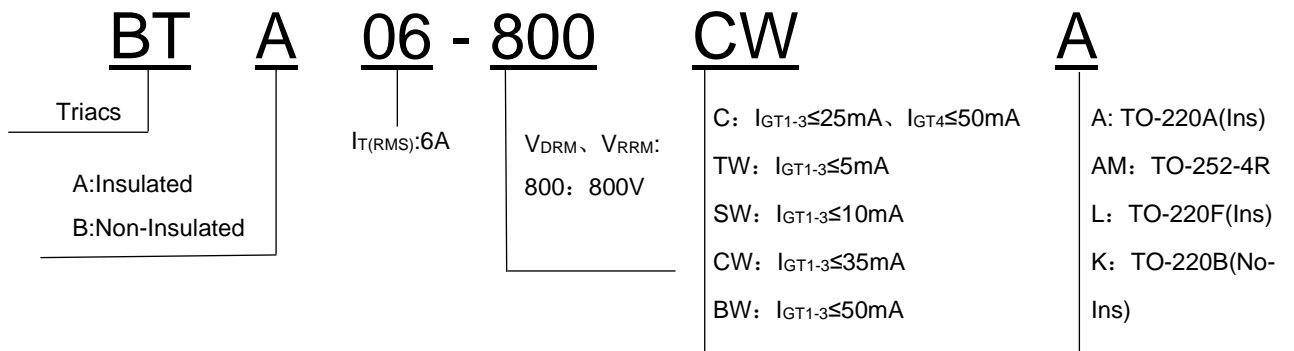 BT A 06 - 800 CW A
Triacs
A:Insulated
B:Non-Insulated
IT(RMS):6A
VDRM、VRRM:
800：800V
C：IGT1-3≤25mA、IGT4≤50mA
TW：IGT1-3≤5mA
SW：IGT1-3≤10mA
CW：IGT1-3≤35mA
BW：IGT1-3≤50mA
A: TO-220A(Ins)
AM：TO-252-4R
L：TO-220F(Ins)
K：TO-220B(No-
Ins)